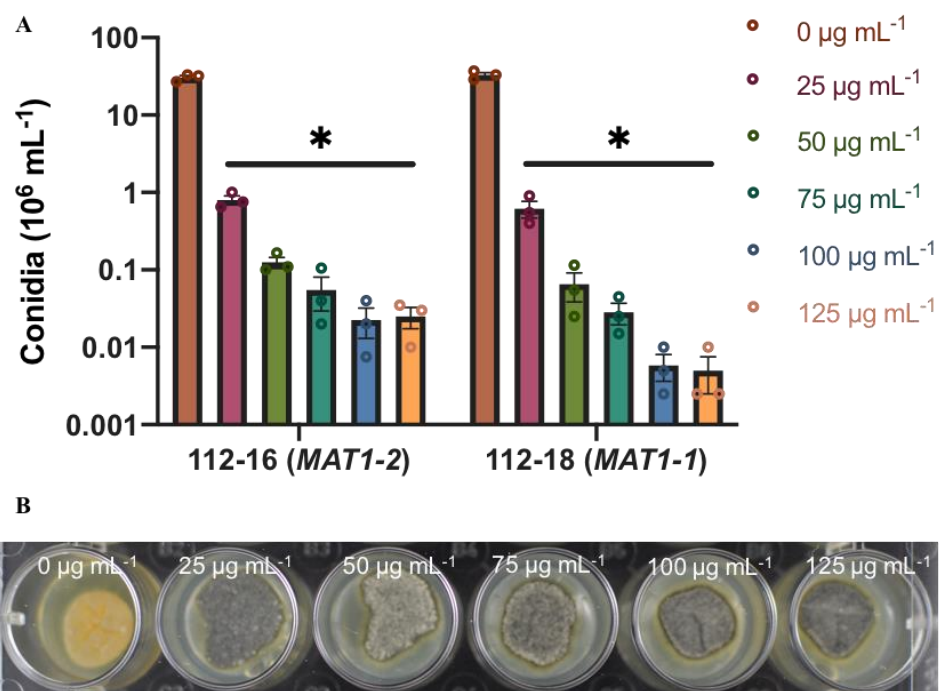 A
Conidia (10⁶ mL⁻¹)
100
10
1
0.1
0.01
0.001
*
*
112-16 (MAT1-2)
112-18 (MAT1-1)
0 µg mL⁻¹
25 µg mL⁻¹
50 µg mL⁻¹
75 µg mL⁻¹
100 µg mL⁻¹
125 µg mL⁻¹
B
0 µg mL⁻¹
25 µg mL⁻¹
50 µg mL⁻¹
75 µg mL⁻¹
100 µg mL⁻¹
125 µg mL⁻¹